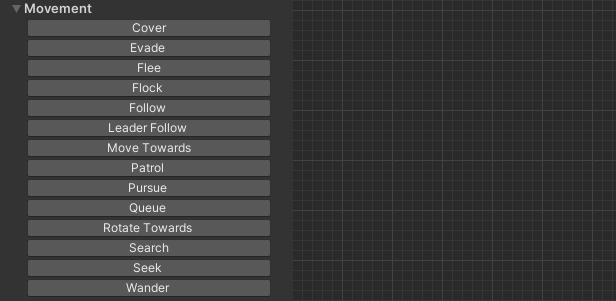 Movement
Cover
Evade
Flee
Flock
Follow
Leader Follow
Move Towards
Patrol
Pursue
Queue
Rotate Towards
Search
Seek
Wander